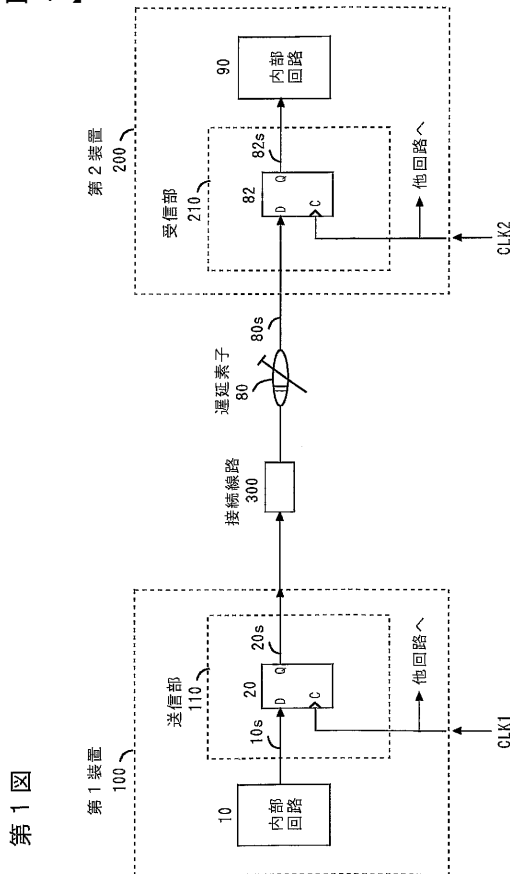 第1図
第1装置
100
送信部
110
10
内部
回路
10s
20
D
Q
C
20s
他回路へ
CLK1
接続線路
300
遅延素子
80
80s
第2装置
200
受信部
210
82
D
Q
C
82s
90
内部
回路
他回路へ
CLK2